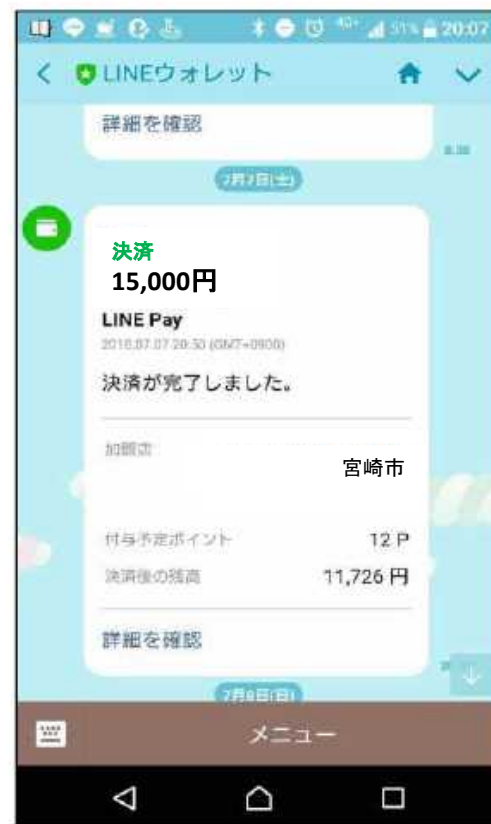 51% 20:07
LINEウォレット
詳細を確認
7月7日(土)
決済
15,000円
LINE Pay
2018.07.07 20:50 (GMT+0900)
決済が完了しました。
加盟店
宮崎市
付与予定ポイント 12 P
決済後の残高 11,726 円
詳細を確認
7月8日(日)
メニュー